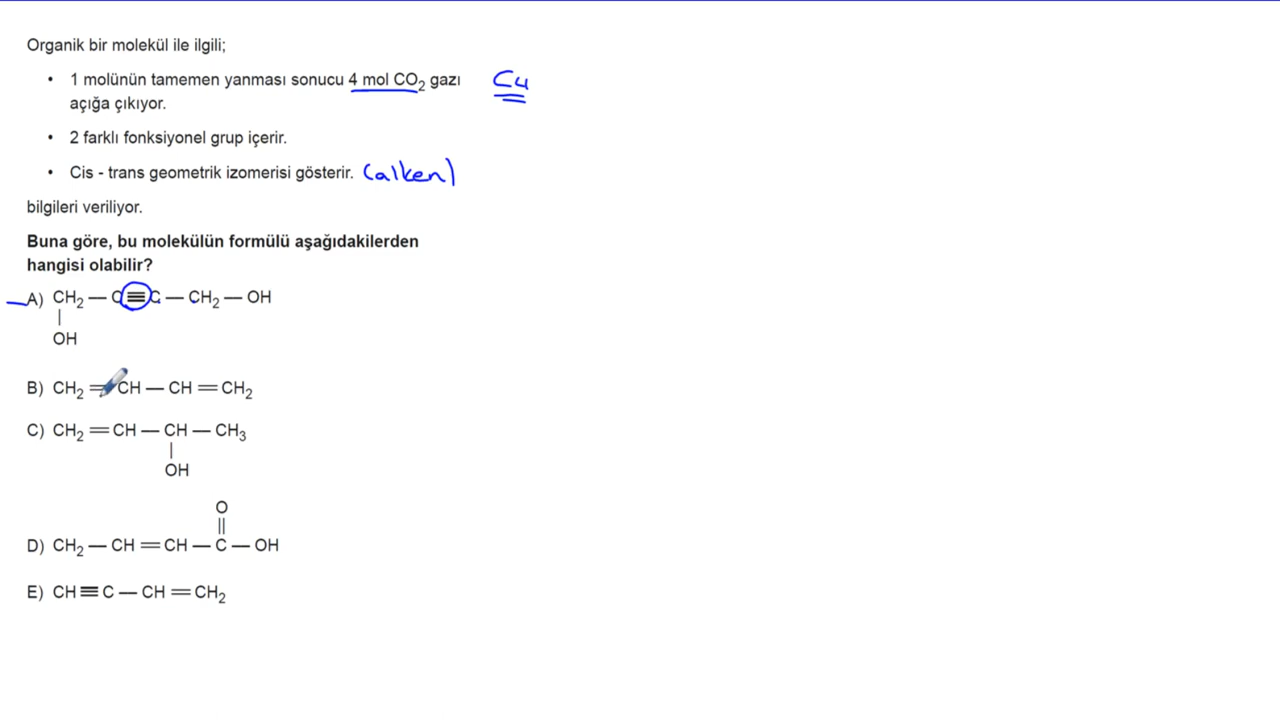 Organik bir molekül ile ilgili;
• 1 molünün tamemen yanması sonucu 4 mol CO₂ gazı C₄
açığa çıkıyor.
• 2 farklı fonksiyonel grup içerir.
• Cis - trans geometrik izomerisi gösterir. (alken)
bilgileri veriliyor.
Buna göre, bu molekülün formülü aşağıdakilerden
hangisi olabilir?
A) CH₂ — C ≡ C — CH₂ — OH
|
OH
B) CH₂ = CH — CH = CH₂
C) CH₂ = CH — CH — CH₃
|
OH
O
||
D) CH₂ — CH = CH — C — OH
E) CH ≡ C — CH = CH₂